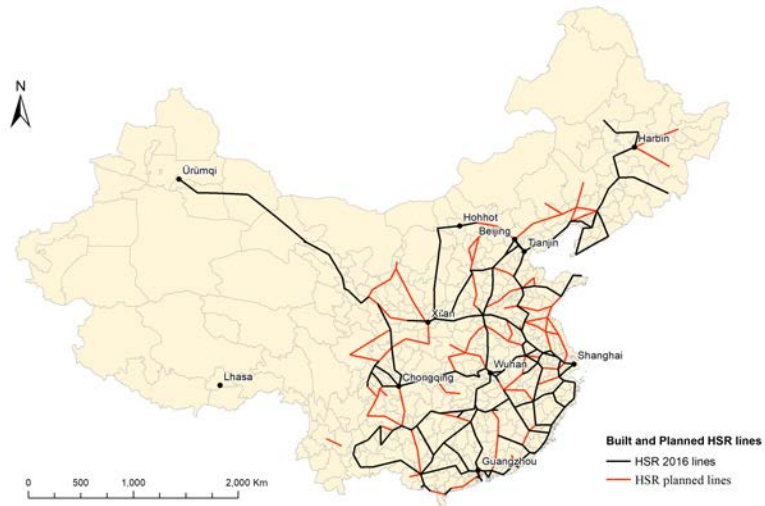 N
Harbin
Ürümqi
Hohhot
Beijing
Tianjin
Xi'an
Shanghai
Wuhan
Lhasa
Chongqing
Built and Planned HSR lines
HSR 2016 lines
Guangzhou
HSR planned lines
0 500 1,000 2,000 Km